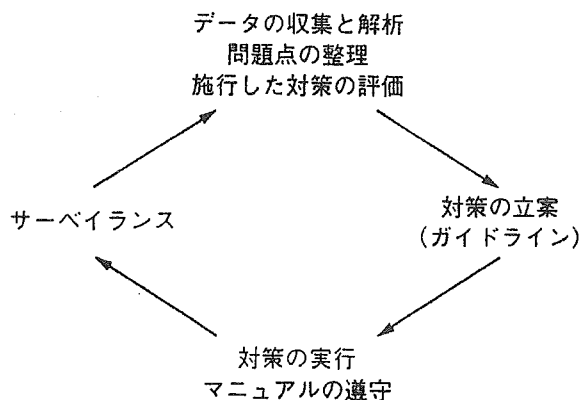 データの収集と解析
問題点の整理
施行した対策の評価
サーベイランス
対策の立案
(ガイドライン)
対策の実行
マニュアルの遵守